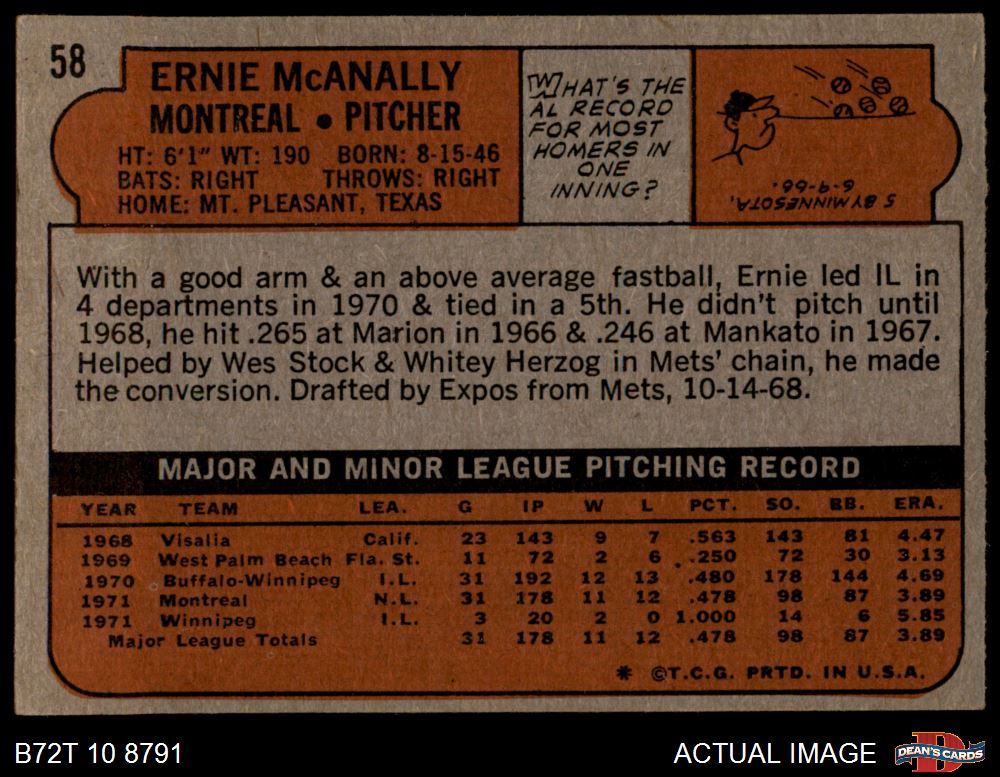 58
ERNIE McANALLY
MONTREAL • PITCHER
HT: 6'1" WT: 190 BORN: 8-15-46
BATS: RIGHT THROWS: RIGHT
HOME: MT. PLEASANT, TEXAS
WHAT'S THE
AL RECORD
FOR MOST
HOMERS IN
ONE
INNING?
5 BY MINNESOTA,
6-9-66.
With a good arm & an above average fastball, Ernie led IL in
4 departments in 1970 & tied in a 5th. He didn't pitch until
1968, he hit .265 at Marion in 1966 & .246 at Mankato in 1967.
Helped by Wes Stock & Whitey Herzog in Mets' chain, he made
the conversion. Drafted by Expos from Mets, 10-14-68.
MAJOR AND MINOR LEAGUE PITCHING RECORD
YEAR TEAM LEA. G IP W L PCT. SO. BB. ERA.
1968 Visalia Calif. 23 143 9 7 .563 143 81 4.47
1969 West Palm Beach Fla. St. 11 72 2 6 .250 72 30 3.13
1970 Buffalo-Winnipeg I.L. 31 192 12 13 .480 178 144 4.69
1971 Montreal N.L. 31 178 11 12 .478 98 87 3.89
1971 Winnipeg I.L. 3 20 2 0 1.000 14 6 5.85
Major League Totals 31 178 11 12 .478 98 87 3.89
* ©T.C.G. PRTD. IN U.S.A.
B72T 10 8791
ACTUAL IMAGE
DEAN'S CARDS